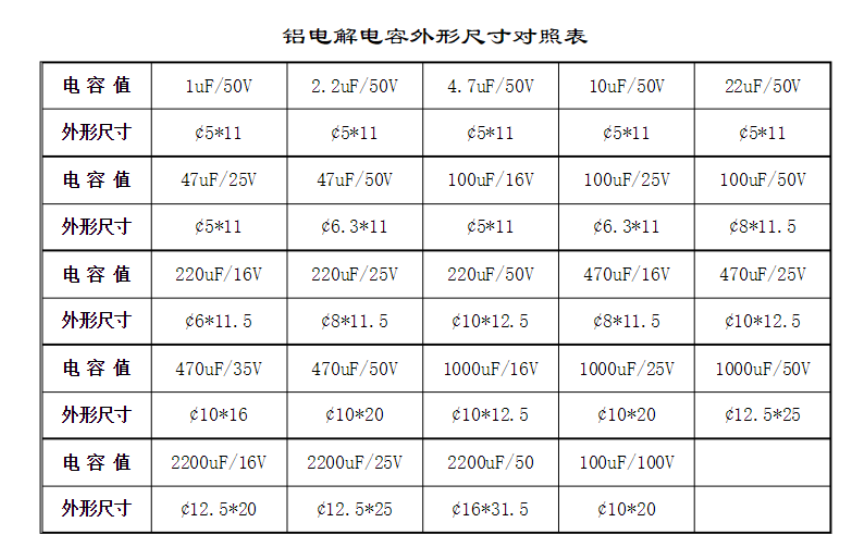 铝电解电容外形尺寸对照表
电 容 值 1uF/50V 2.2uF/50V 4.7uF/50V 10uF/50V 22uF/50V
外形尺寸 ¢5*11 ¢5*11 ¢5*11 ¢5*11 ¢5*11
电 容 值 47uF/25V 47uF/50V 100uF/16V 100uF/25V 100uF/50V
外形尺寸 ¢5*11 ¢6.3*11 ¢5*11 ¢6.3*11 ¢8*11.5
电 容 值 220uF/16V 220uF/25V 220uF/50V 470uF/16V 470uF/25V
外形尺寸 ¢6*11.5 ¢8*11.5 ¢10*12.5 ¢8*11.5 ¢10*12.5
电 容 值 470uF/35V 470uF/50V 1000uF/16V 1000uF/25V 1000uF/50V
外形尺寸 ¢10*16 ¢10*20 ¢10*12.5 ¢10*20 ¢12.5*25
电 容 值 2200uF/16V 2200uF/25V 2200uF/50 100uF/100V
外形尺寸 ¢12.5*20 ¢12.5*25 ¢16*31.5 ¢10*20